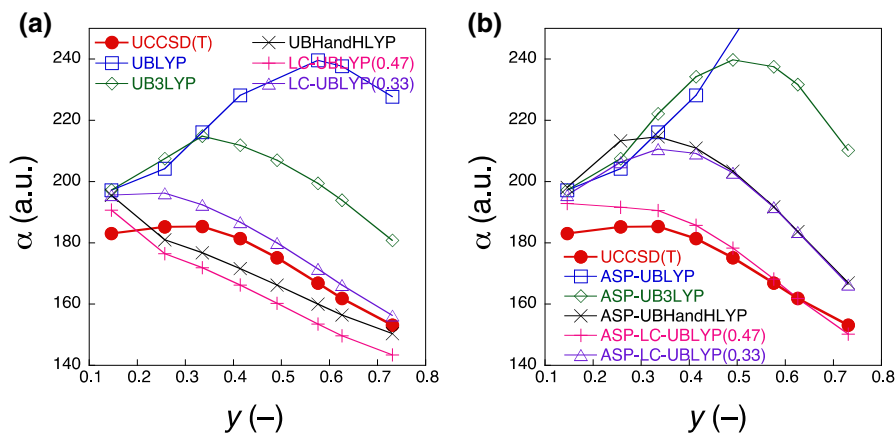 (a)
UCCSD(T)
UBLYP
UB3LYP
UBHandHLYP
LC-UBLYP(0.47)
LC-UBLYP(0.33)
240
220
200
180
160
140
α (a.u.)
0.1 0.2 0.3 0.4 0.5 0.6 0.7 0.8
y (–)
(b)
240
220
200
180
160
140
α (a.u.)
UCCSD(T)
ASP-UBLYP
ASP-UB3LYP
ASP-UBHandHLYP
ASP-LC-UBLYP(0.47)
ASP-LC-UBLYP(0.33)
0.1 0.2 0.3 0.4 0.5 0.6 0.7 0.8
y (–)